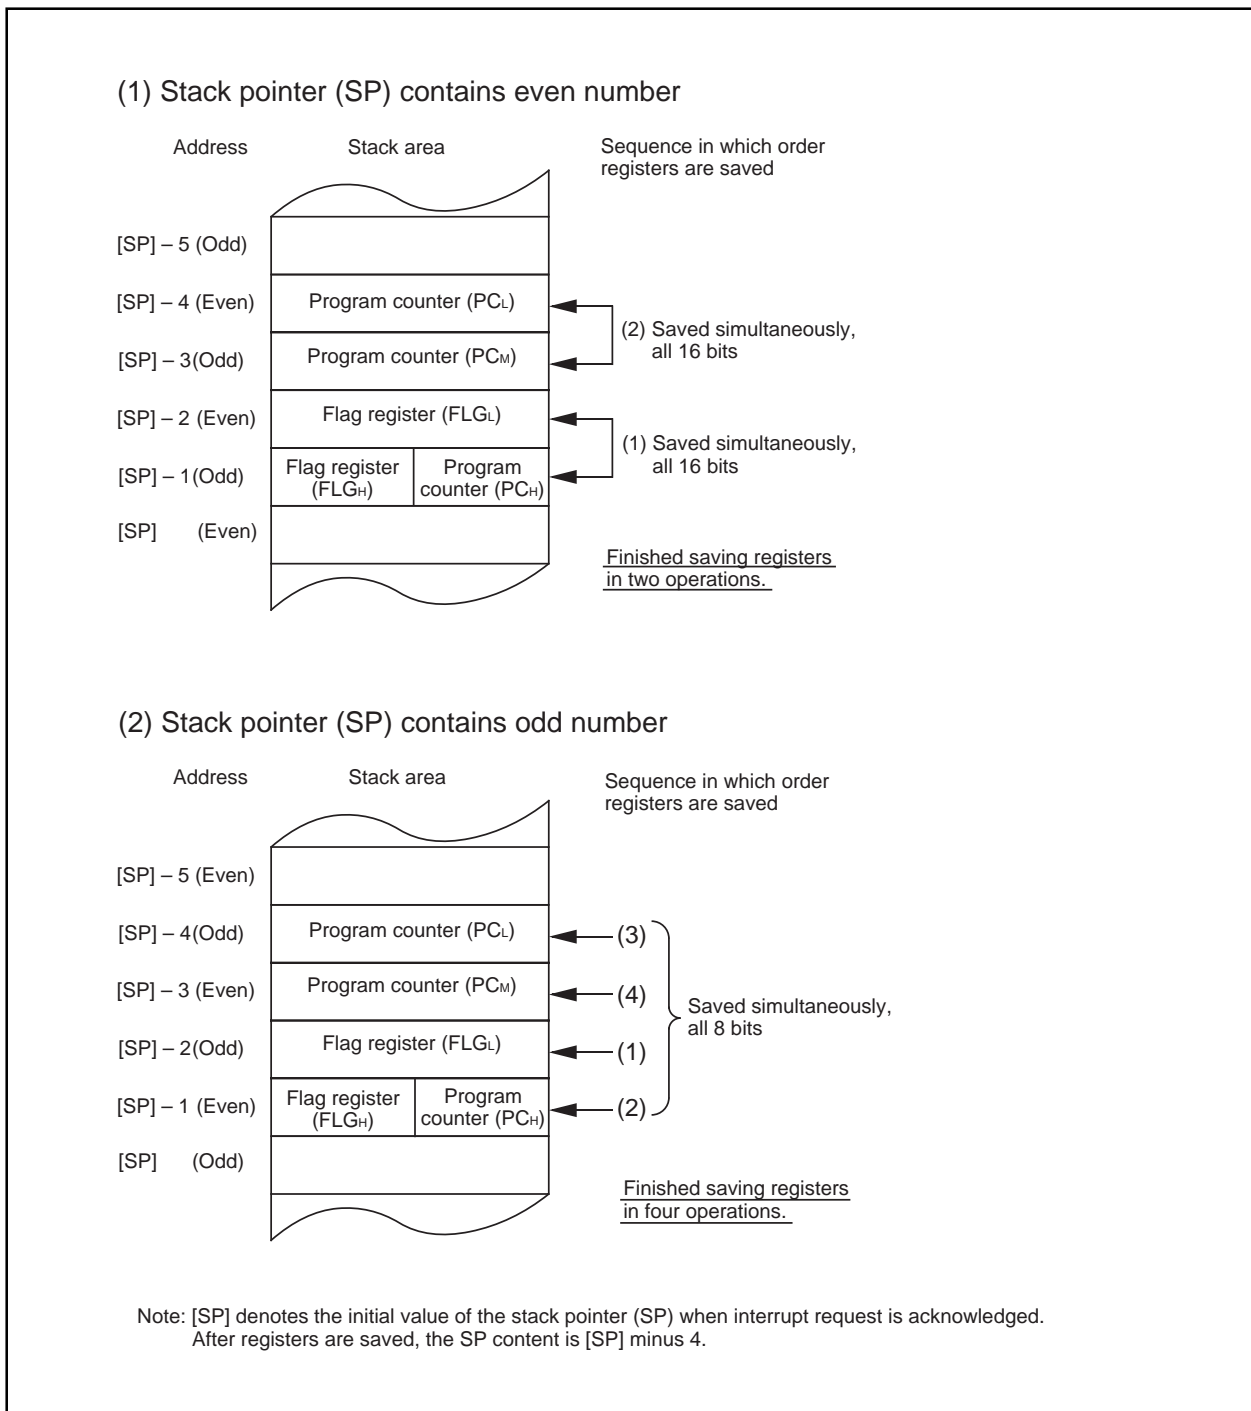 (1) Stack pointer (SP) contains even number
Address Stack area Sequence in which order
registers are saved
[SP] – 5 (Odd)
[SP] – 4 (Even) Program counter (PCL)
(2) Saved simultaneously,
all 16 bits
[SP] – 3(Odd) Program counter (PCM)
[SP] – 2 (Even) Flag register (FLGL)
(1) Saved simultaneously,
all 16 bits
[SP] – 1(Odd) Flag register
(FLGH) Program
counter (PCH)
[SP] (Even)
Finished saving registers
in two operations.
(2) Stack pointer (SP) contains odd number
Address Stack area Sequence in which order
registers are saved
[SP] – 5 (Even)
[SP] – 4(Odd) Program counter (PCL) (3)
[SP] – 3 (Even) Program counter (PCM) (4)
Saved simultaneously,
all 8 bits
[SP] – 2(Odd) Flag register (FLGL) (1)
[SP] – 1 (Even) Flag register
(FLGH) Program
counter (PCH) (2)
[SP] (Odd)
Finished saving registers
in four operations.
Note: [SP] denotes the initial value of the stack pointer (SP) when interrupt request is acknowledged.
After registers are saved, the SP content is [SP] minus 4.